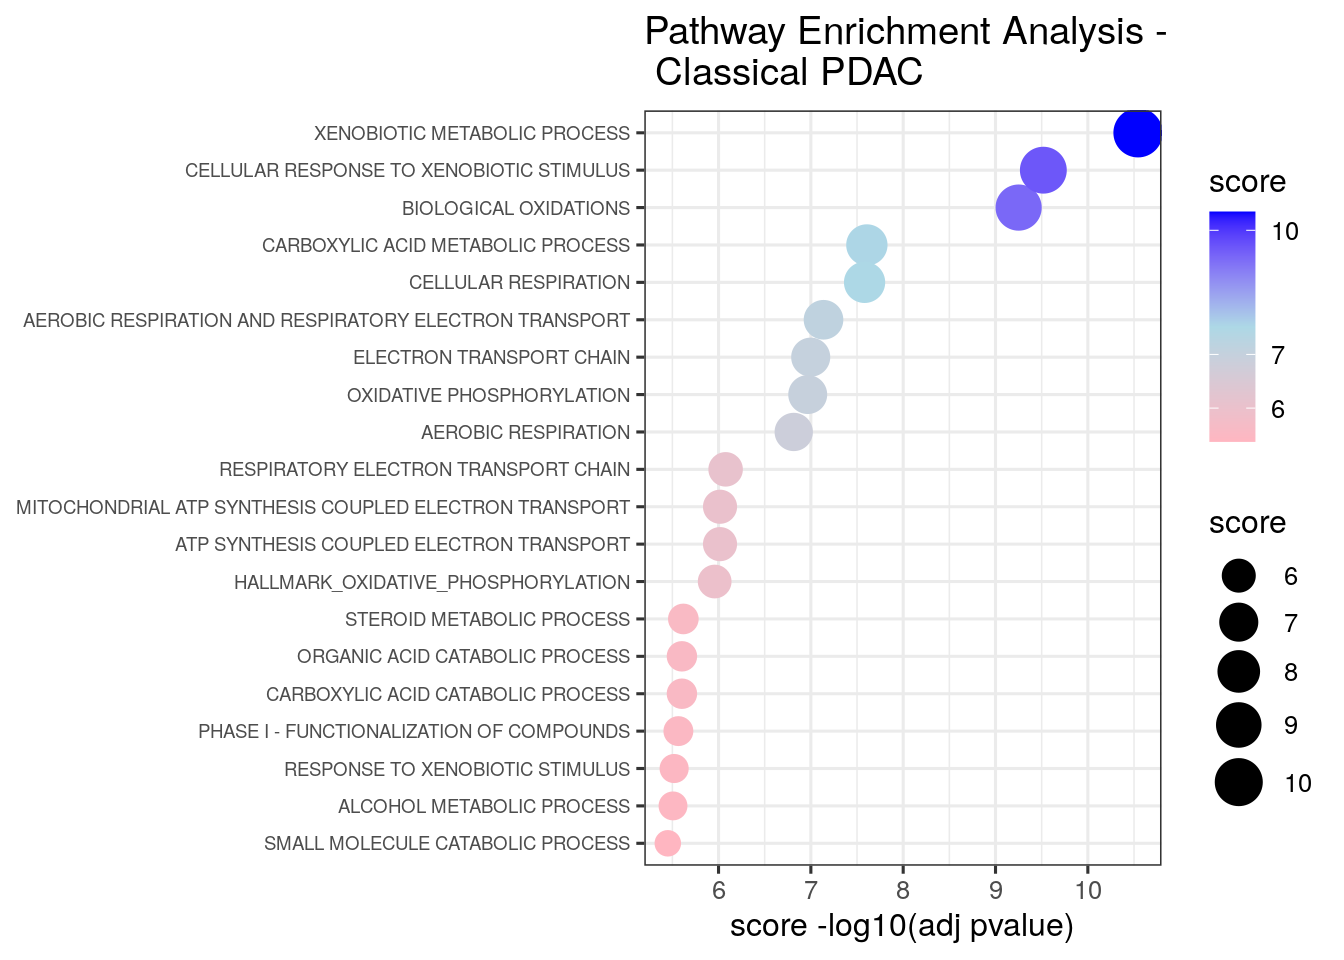 Pathway Enrichment Analysis -
Classical PDAC
XENOBIOTIC METABOLIC PROCESS
CELLULAR RESPONSE TO XENOBIOTIC STIMULUS
BIOLOGICAL OXIDATIONS
CARBOXYLIC ACID METABOLIC PROCESS
CELLULAR RESPIRATION
AEROBIC RESPIRATION AND RESPIRATORY ELECTRON TRANSPORT
ELECTRON TRANSPORT CHAIN
OXIDATIVE PHOSPHORYLATION
AEROBIC RESPIRATION
RESPIRATORY ELECTRON TRANSPORT CHAIN
MITOCHONDRIAL ATP SYNTHESIS COUPLED ELECTRON TRANSPORT
ATP SYNTHESIS COUPLED ELECTRON TRANSPORT
HALLMARK_OXIDATIVE_PHOSPHORYLATION
STEROID METABOLIC PROCESS
ORGANIC ACID CATABOLIC PROCESS
CARBOXYLIC ACID CATABOLIC PROCESS
PHASE I - FUNCTIONALIZATION OF COMPOUNDS
RESPONSE TO XENOBIOTIC STIMULUS
ALCOHOL METABOLIC PROCESS
SMALL MOLECULE CATABOLIC PROCESS
6 7 8 9 10
score -log10(adj pvalue)
score
10
7
6
score
6
7
8
9
10